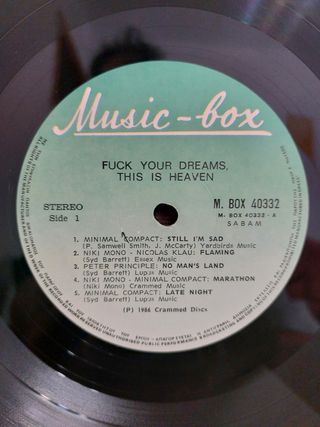 Music-box
FUCK YOUR DREAMS,
THIS IS HEAVEN
STEREO
Side 1
M. BOX 40332
M- BOX 40332-A
SABAM
1. MINIMAL COMPACT: STILL I'M SAD
(P. Samwell Smith, J. McCarty) Yardbirds Music
2. NIKI MONO - NICOLAS KLAU: FLAMING
(Syd Barrett) Essex Music
3. PETER PRINCIPLE: NO MAN'S LAND
(Syd Barrett) Lupus Music
4. NIKI MONO - MINIMAL COMPACT: MARATHON
(Niki Mono) Crammed Music
5. MINIMAL COMPACT: LATE NIGHT
(Syd Barrett) Lupus Music
(P) 1986 Crammed Discs